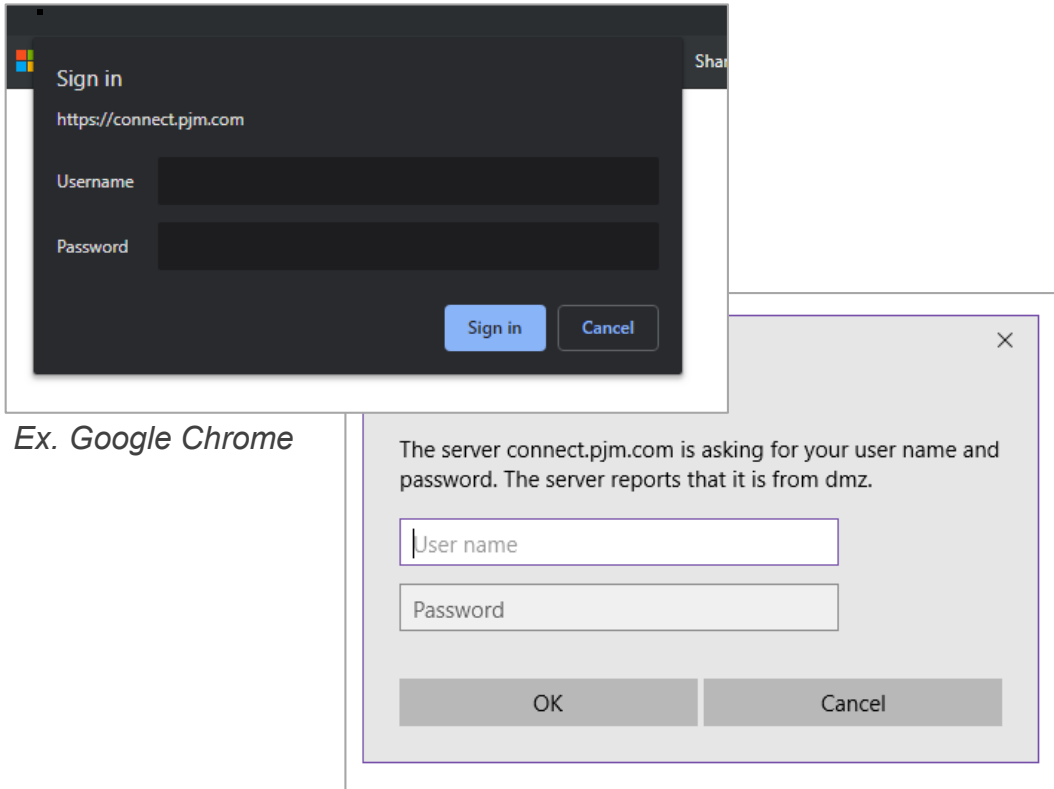 Shar
Sign in
https://connect.pjm.com
Username
Password
Sign in
Cancel
Ex. Google Chrome
The server connect.pjm.com is asking for your user name and
password. The server reports that it is from dmz.
User name
Password
OK
Cancel